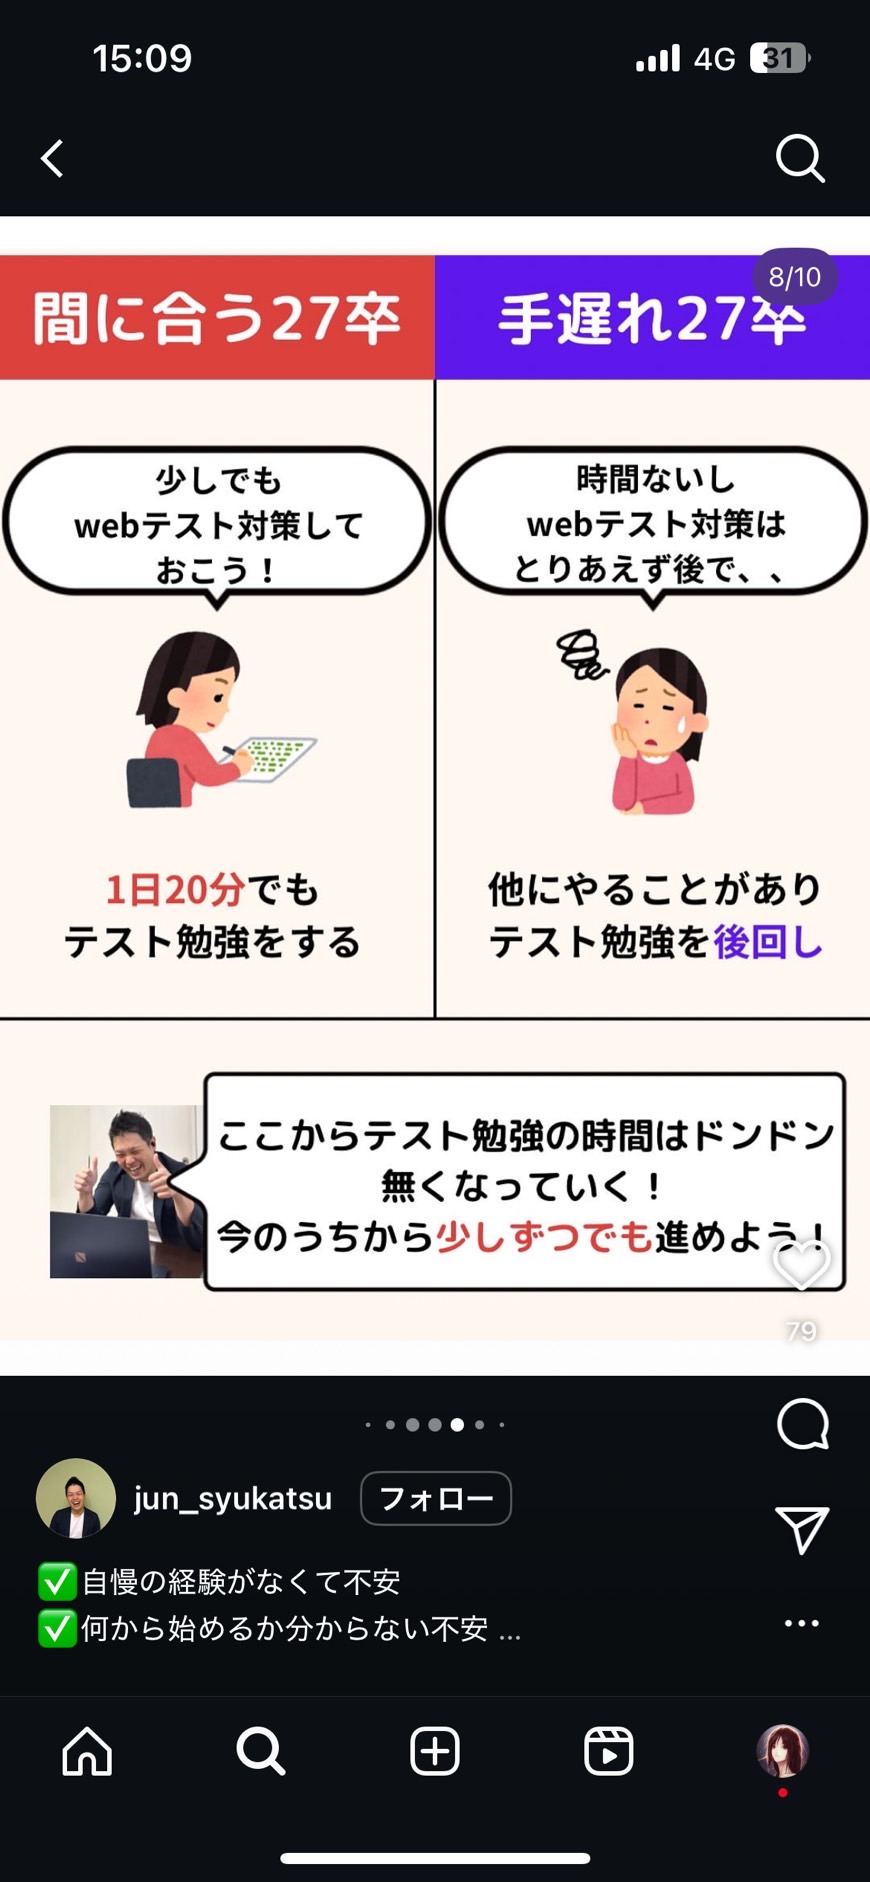 15:09
4G
31
8/10
間に合う27卒
手遅れ27卒
少しでも
webテスト対策して
おこう！
時間ないし
webテスト対策は
とりあえず後で、、
1日20分でも
テスト勉強をする
他にやることがあり
テスト勉強を後回し
ここからテスト勉強の時間はドンドン
無くなっていく！
今のうちから少しずつでも進めよう！
79
jun_syukatsu
フォロー
✅自慢の経験がなくて不安
✅何から始めるか分からない不安 ...